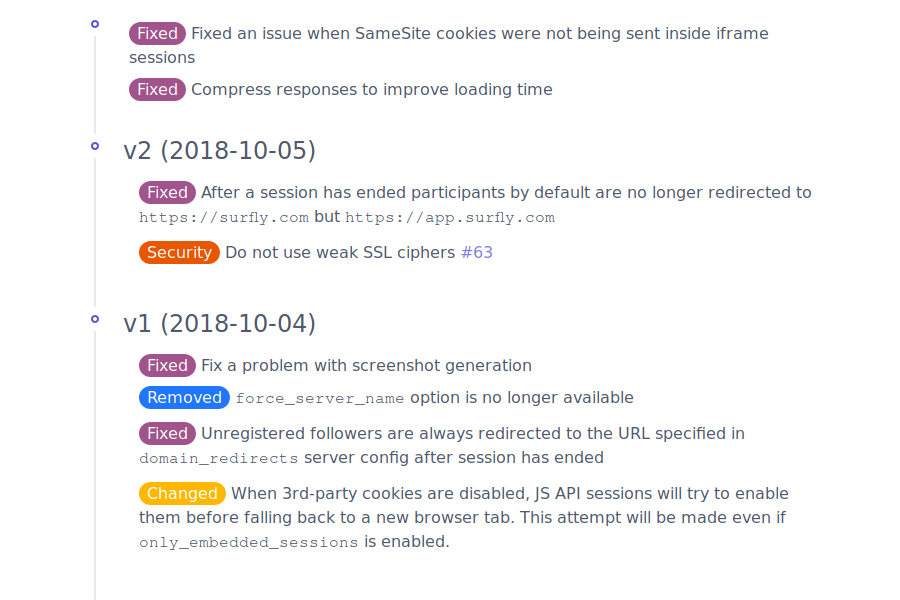 Fixed Fixed an issue when SameSite cookies were not being sent inside iframe
sessions
Fixed Compress responses to improve loading time
v2 (2018-10-05)
Fixed After a session has ended participants by default are no longer redirected to
https://surfly.com but https://app.surfly.com
Security Do not use weak SSL ciphers #63
v1 (2018-10-04)
Fixed Fix a problem with screenshot generation
Removed force_server_name option is no longer available
Fixed Unregistered followers are always redirected to the URL specified in
domain_redirects server config after session has ended
Changed When 3rd-party cookies are disabled, JS API sessions will try to enable
them before falling back to a new browser tab. This attempt will be made even if
only_embedded_sessions is enabled.